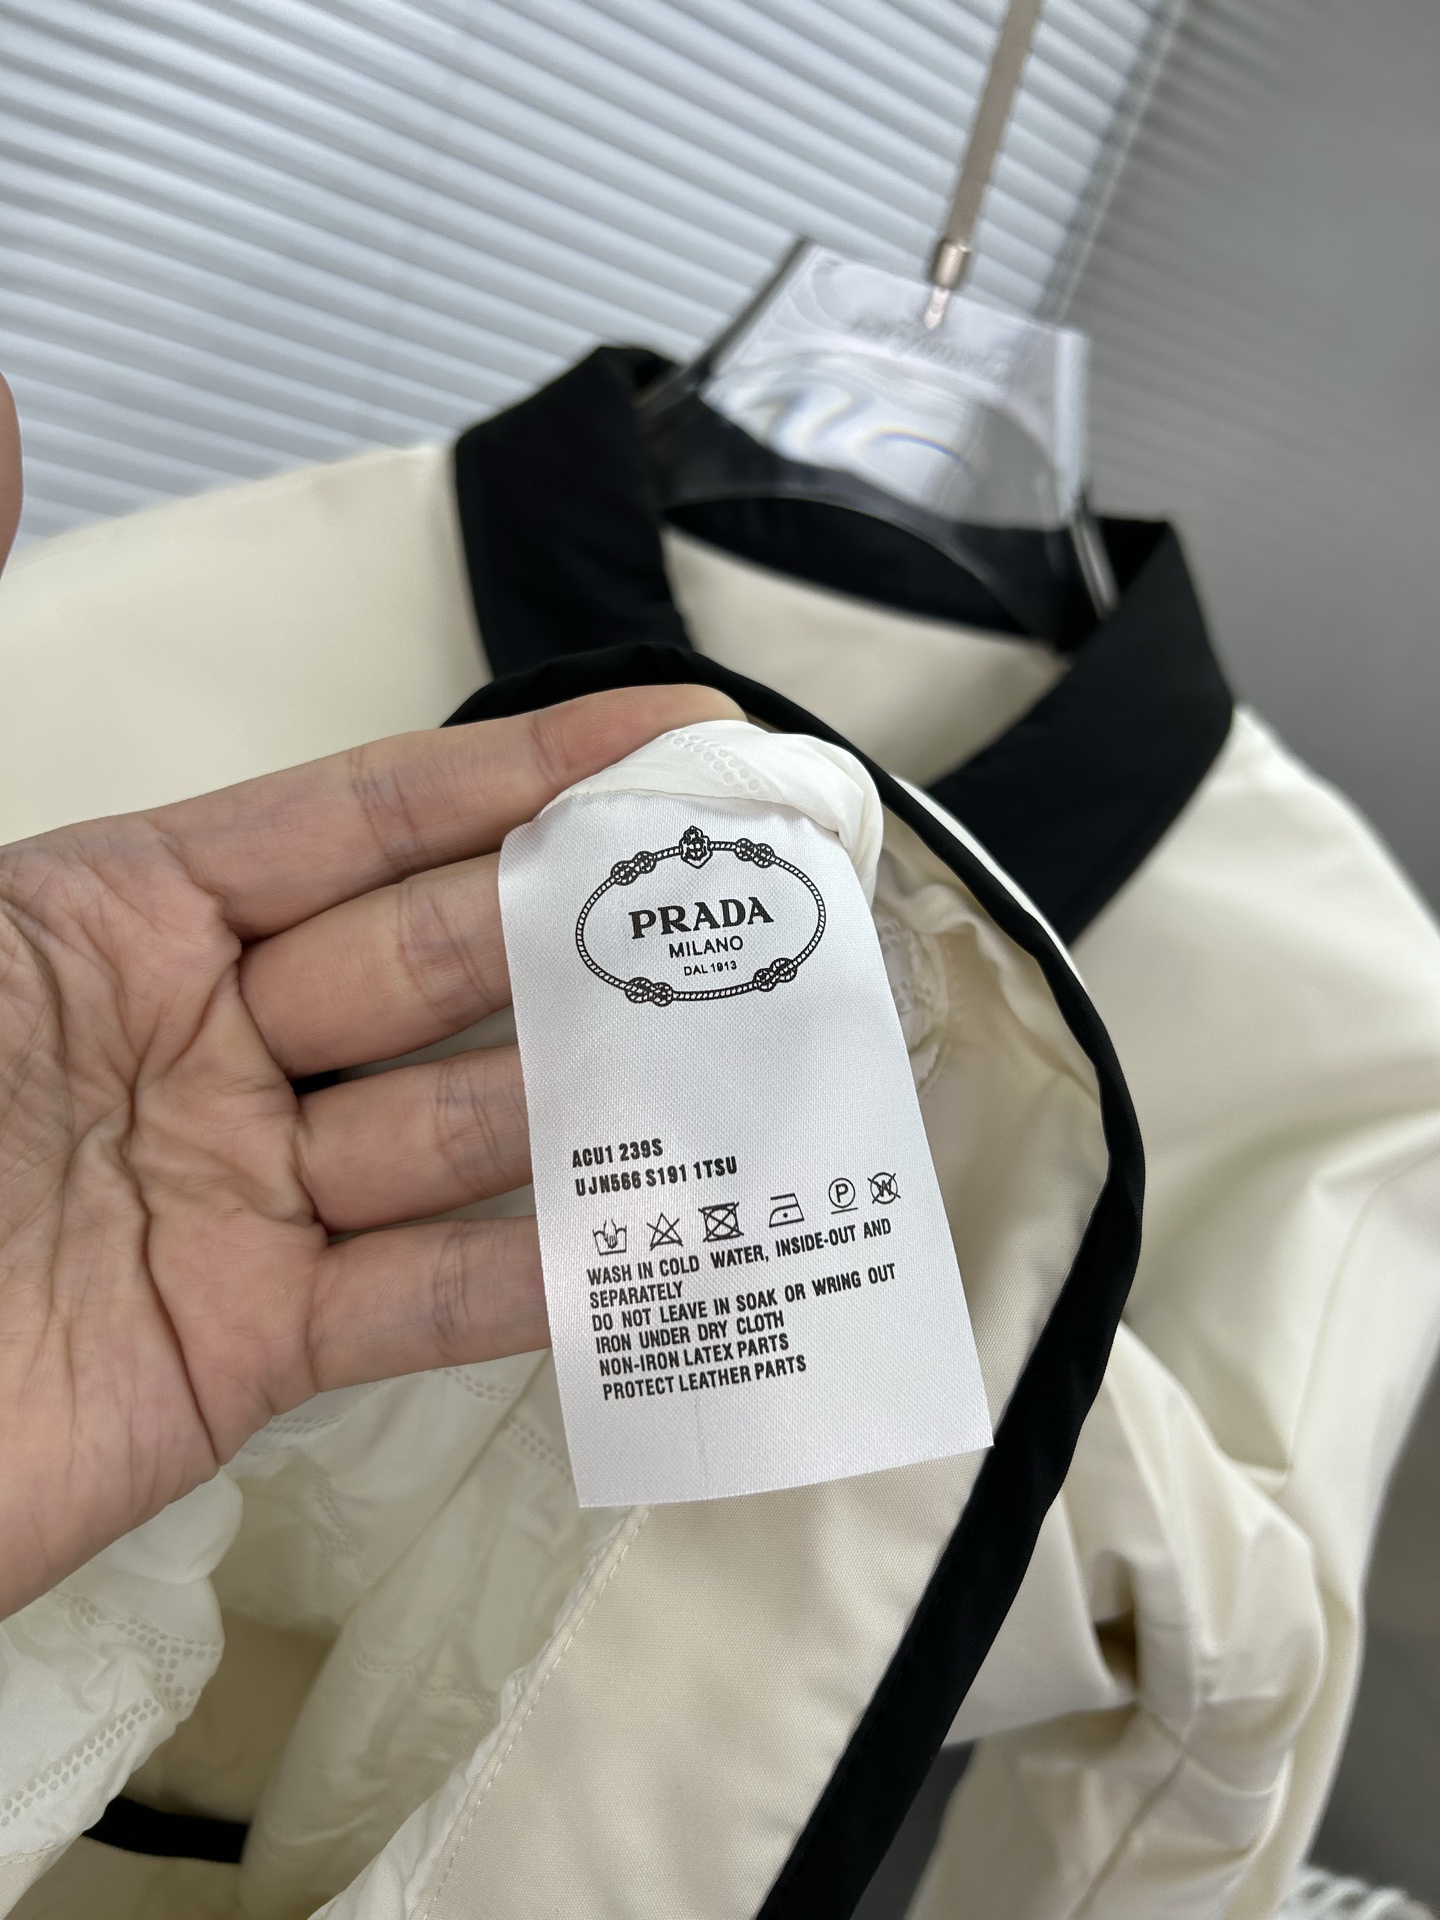 PRADA
MILANO
DAL 1913
ACU1 239S
UJN566 S191 1TSU
P W
WASH IN COLD WATER, INSIDE-OUT AND
SEPARATELY
DO NOT LEAVE IN SOAK OR WRING OUT
IRON UNDER DRY CLOTH
NON-IRON LATEX PARTS
PROTECT LEATHER PARTS